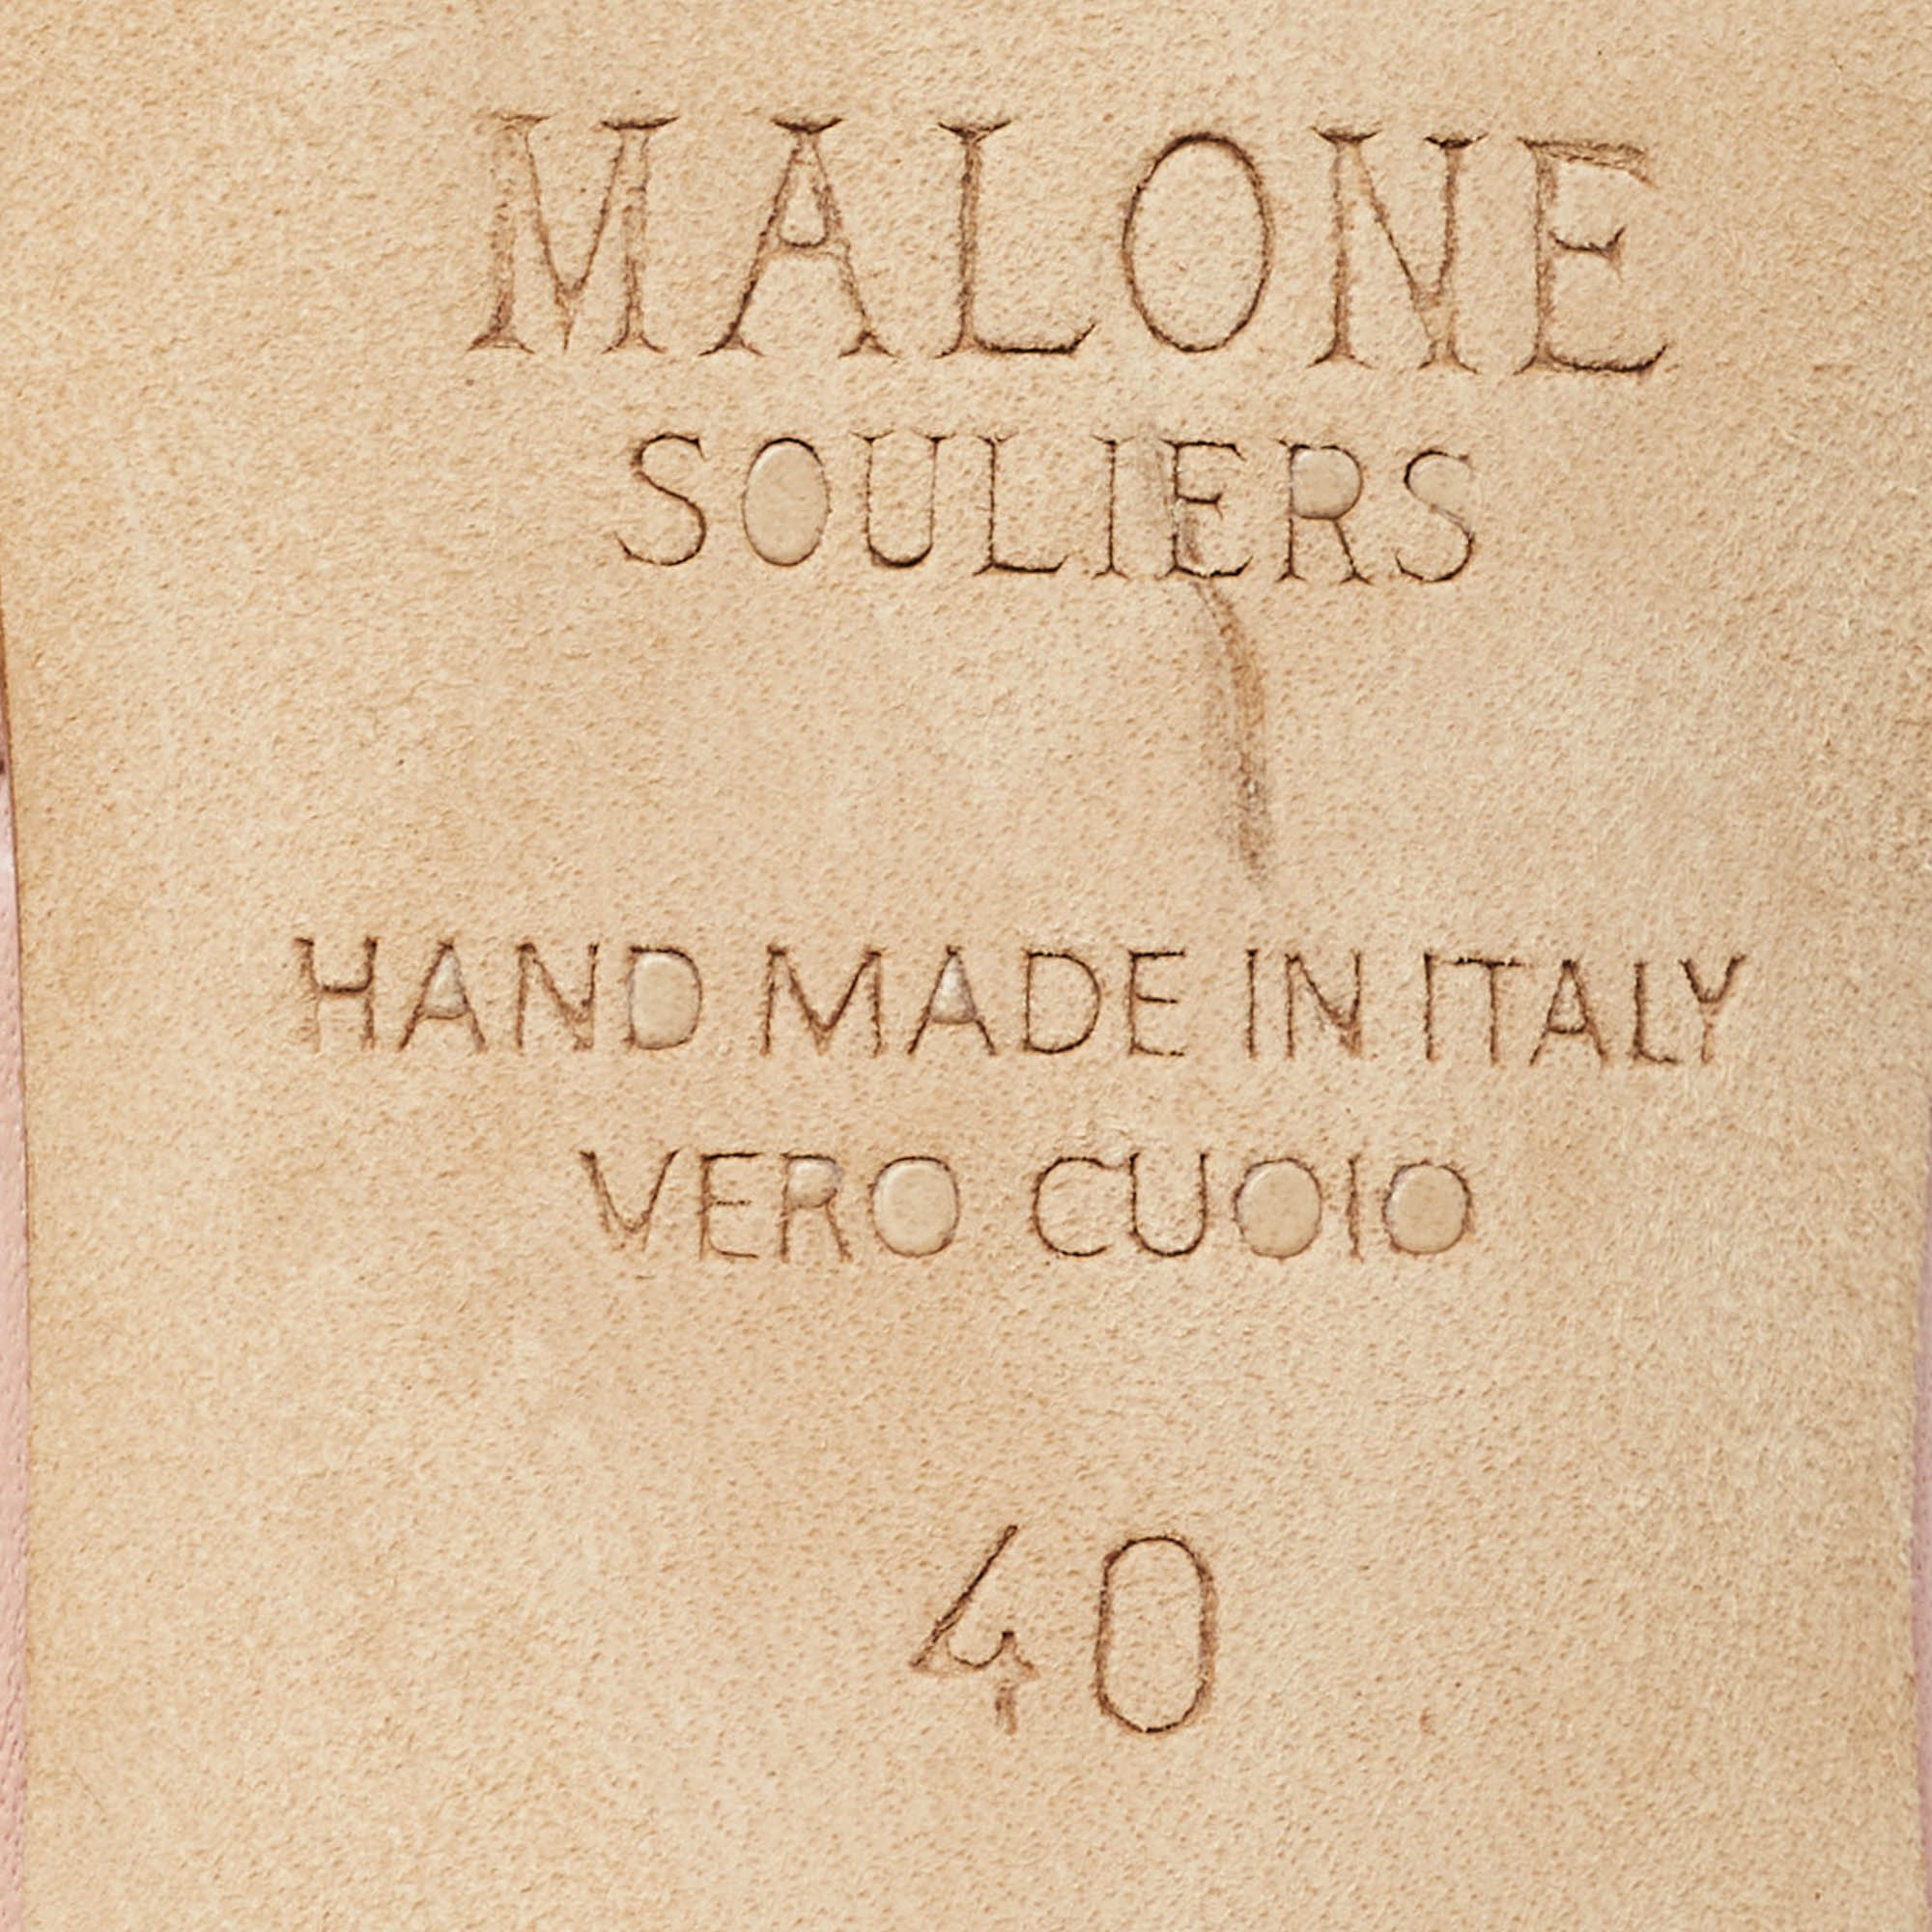 MALONE
SOULIERS
HAND MADE IN ITALY
VERO CUOIO
40